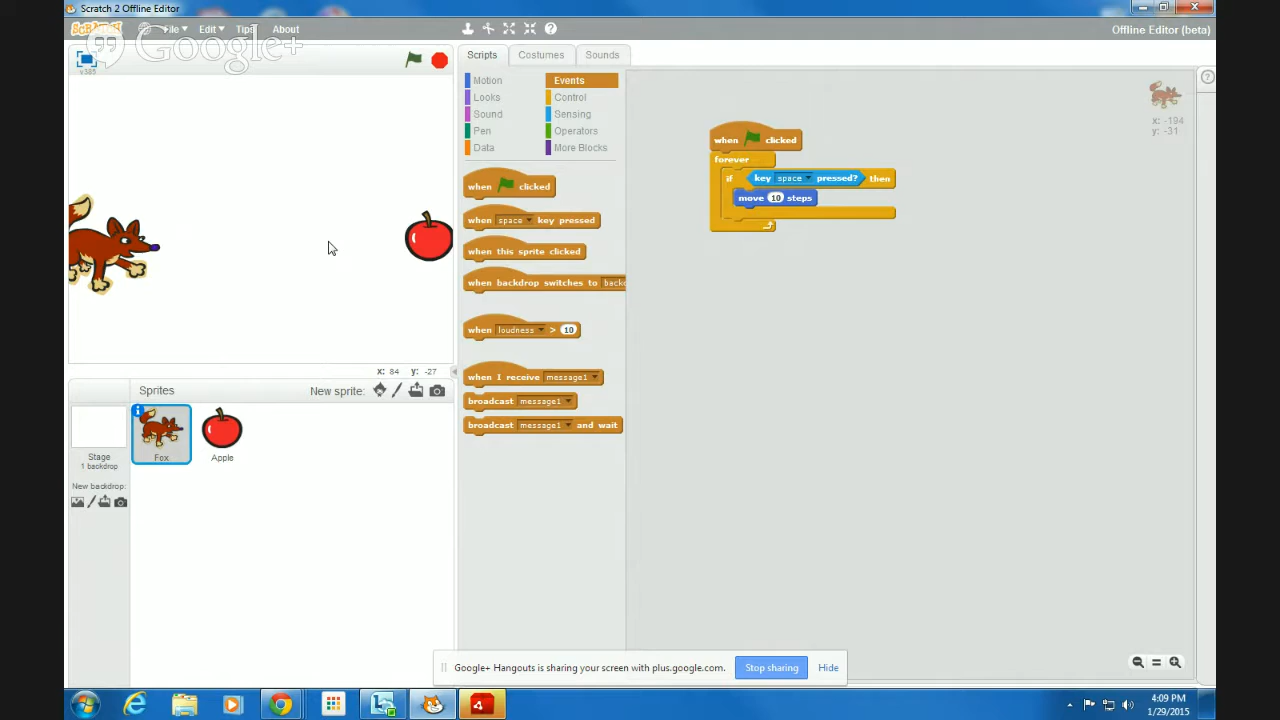 Scratch 2 Offline Editor
SCRATCH File Edit Tips About
Offline Editor (beta)
Google+
v385
Scripts Costumes Sounds
Motion Events
Looks Control
Sound Sensing
Pen Operators
Data More Blocks
when clicked
when space key pressed
when this sprite clicked
when backdrop switches to backd
when loudness > 10
when I receive message1
broadcast message1
broadcast message1 and wait
when clicked
forever
if key space pressed? then
move 10 steps
x: -194
y: -31
x: 84 y: -27
Sprites New sprite:
Stage
1 backdrop
New backdrop:
Fox
Apple
Google+ Hangouts is sharing your screen with plus.google.com. Stop sharing Hide
4:09 PM
1/29/2015